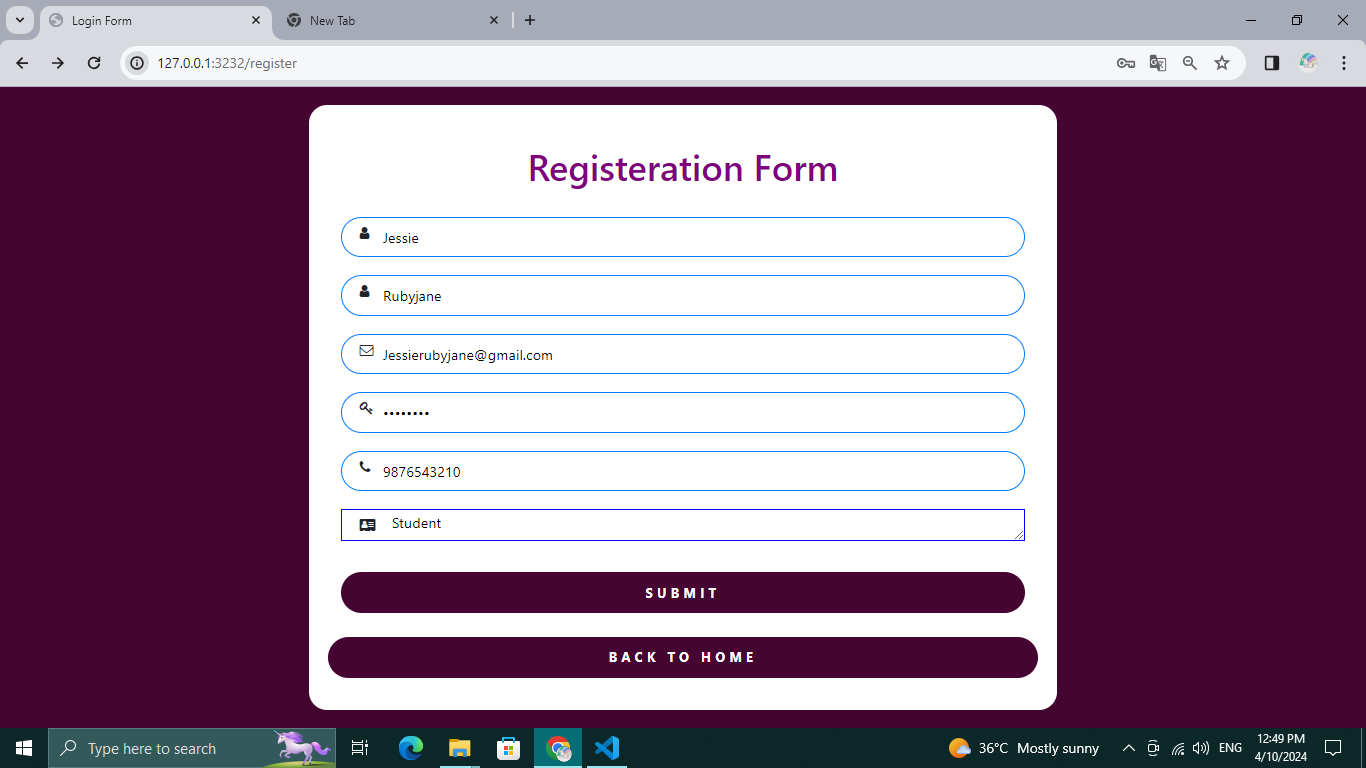 Login Form
New Tab
127.0.0.1:3232/register
Registeration Form
Jessie
Rubyjane
Jessierubyjane@gmail.com
••••••••
9876543210
Student
SUBMIT
BACK TO HOME
Type here to search
36°C Mostly sunny
ENG
12:49 PM
4/10/2024